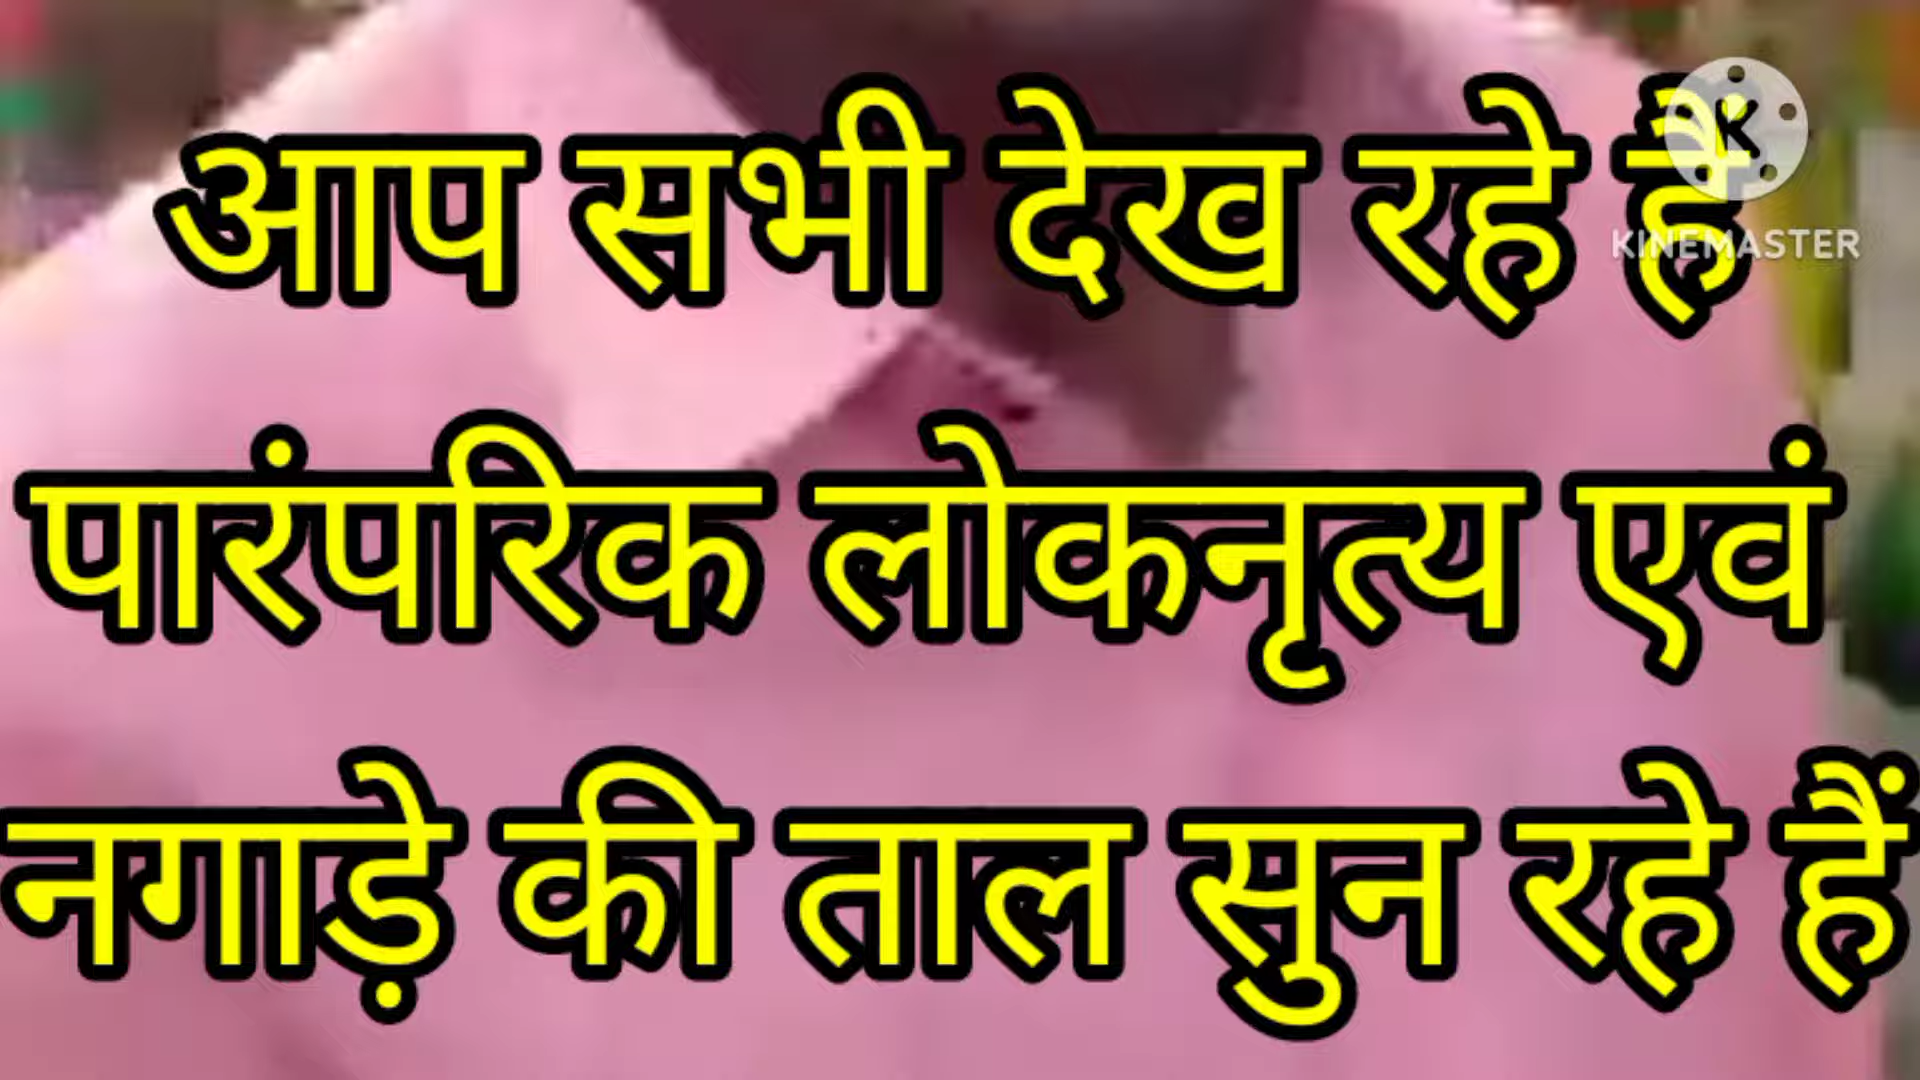 आप सभी देख रहे हैं
KINEMASTER
पारंपरिक लोकनृत्य एवं
नगाड़े की ताल सुन रहे हैं